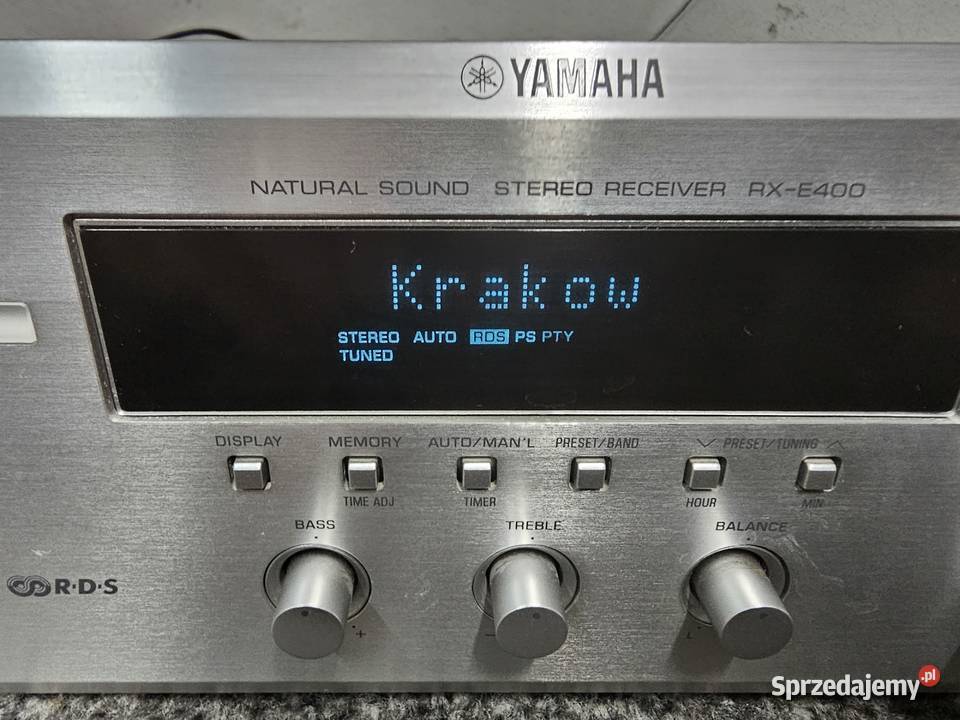 YAMAHA
NATURAL SOUND STEREO RECEIVER RX-E400
Krakow
STEREO AUTO RDS PS PTY
TUNED
DISPLAY MEMORY AUTO/MAN'L PRESET/BAND PRESET/TUNING
TIME ADJ TIMER HOUR MIN
BASS TREBLE BALANCE
R·D·S
+ − L
Sprzedajemy.pl